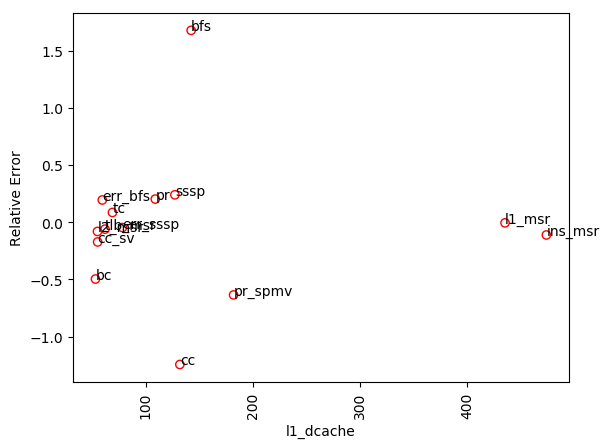 bfs
1.5
1.0
0.5
0.0
−0.5
−1.0
Relative Error
err_bfs
pr
sssp
tc
err_sssp
cc_sv
bc
pr_spmv
cc
l1_msr
ins_msr
100
200
300
400
l1_dcache